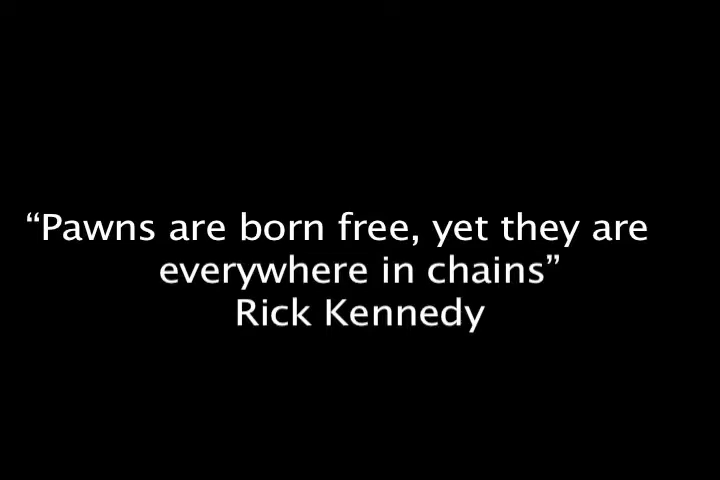 “Pawns are born free, yet they are
everywhere in chains”
Rick Kennedy